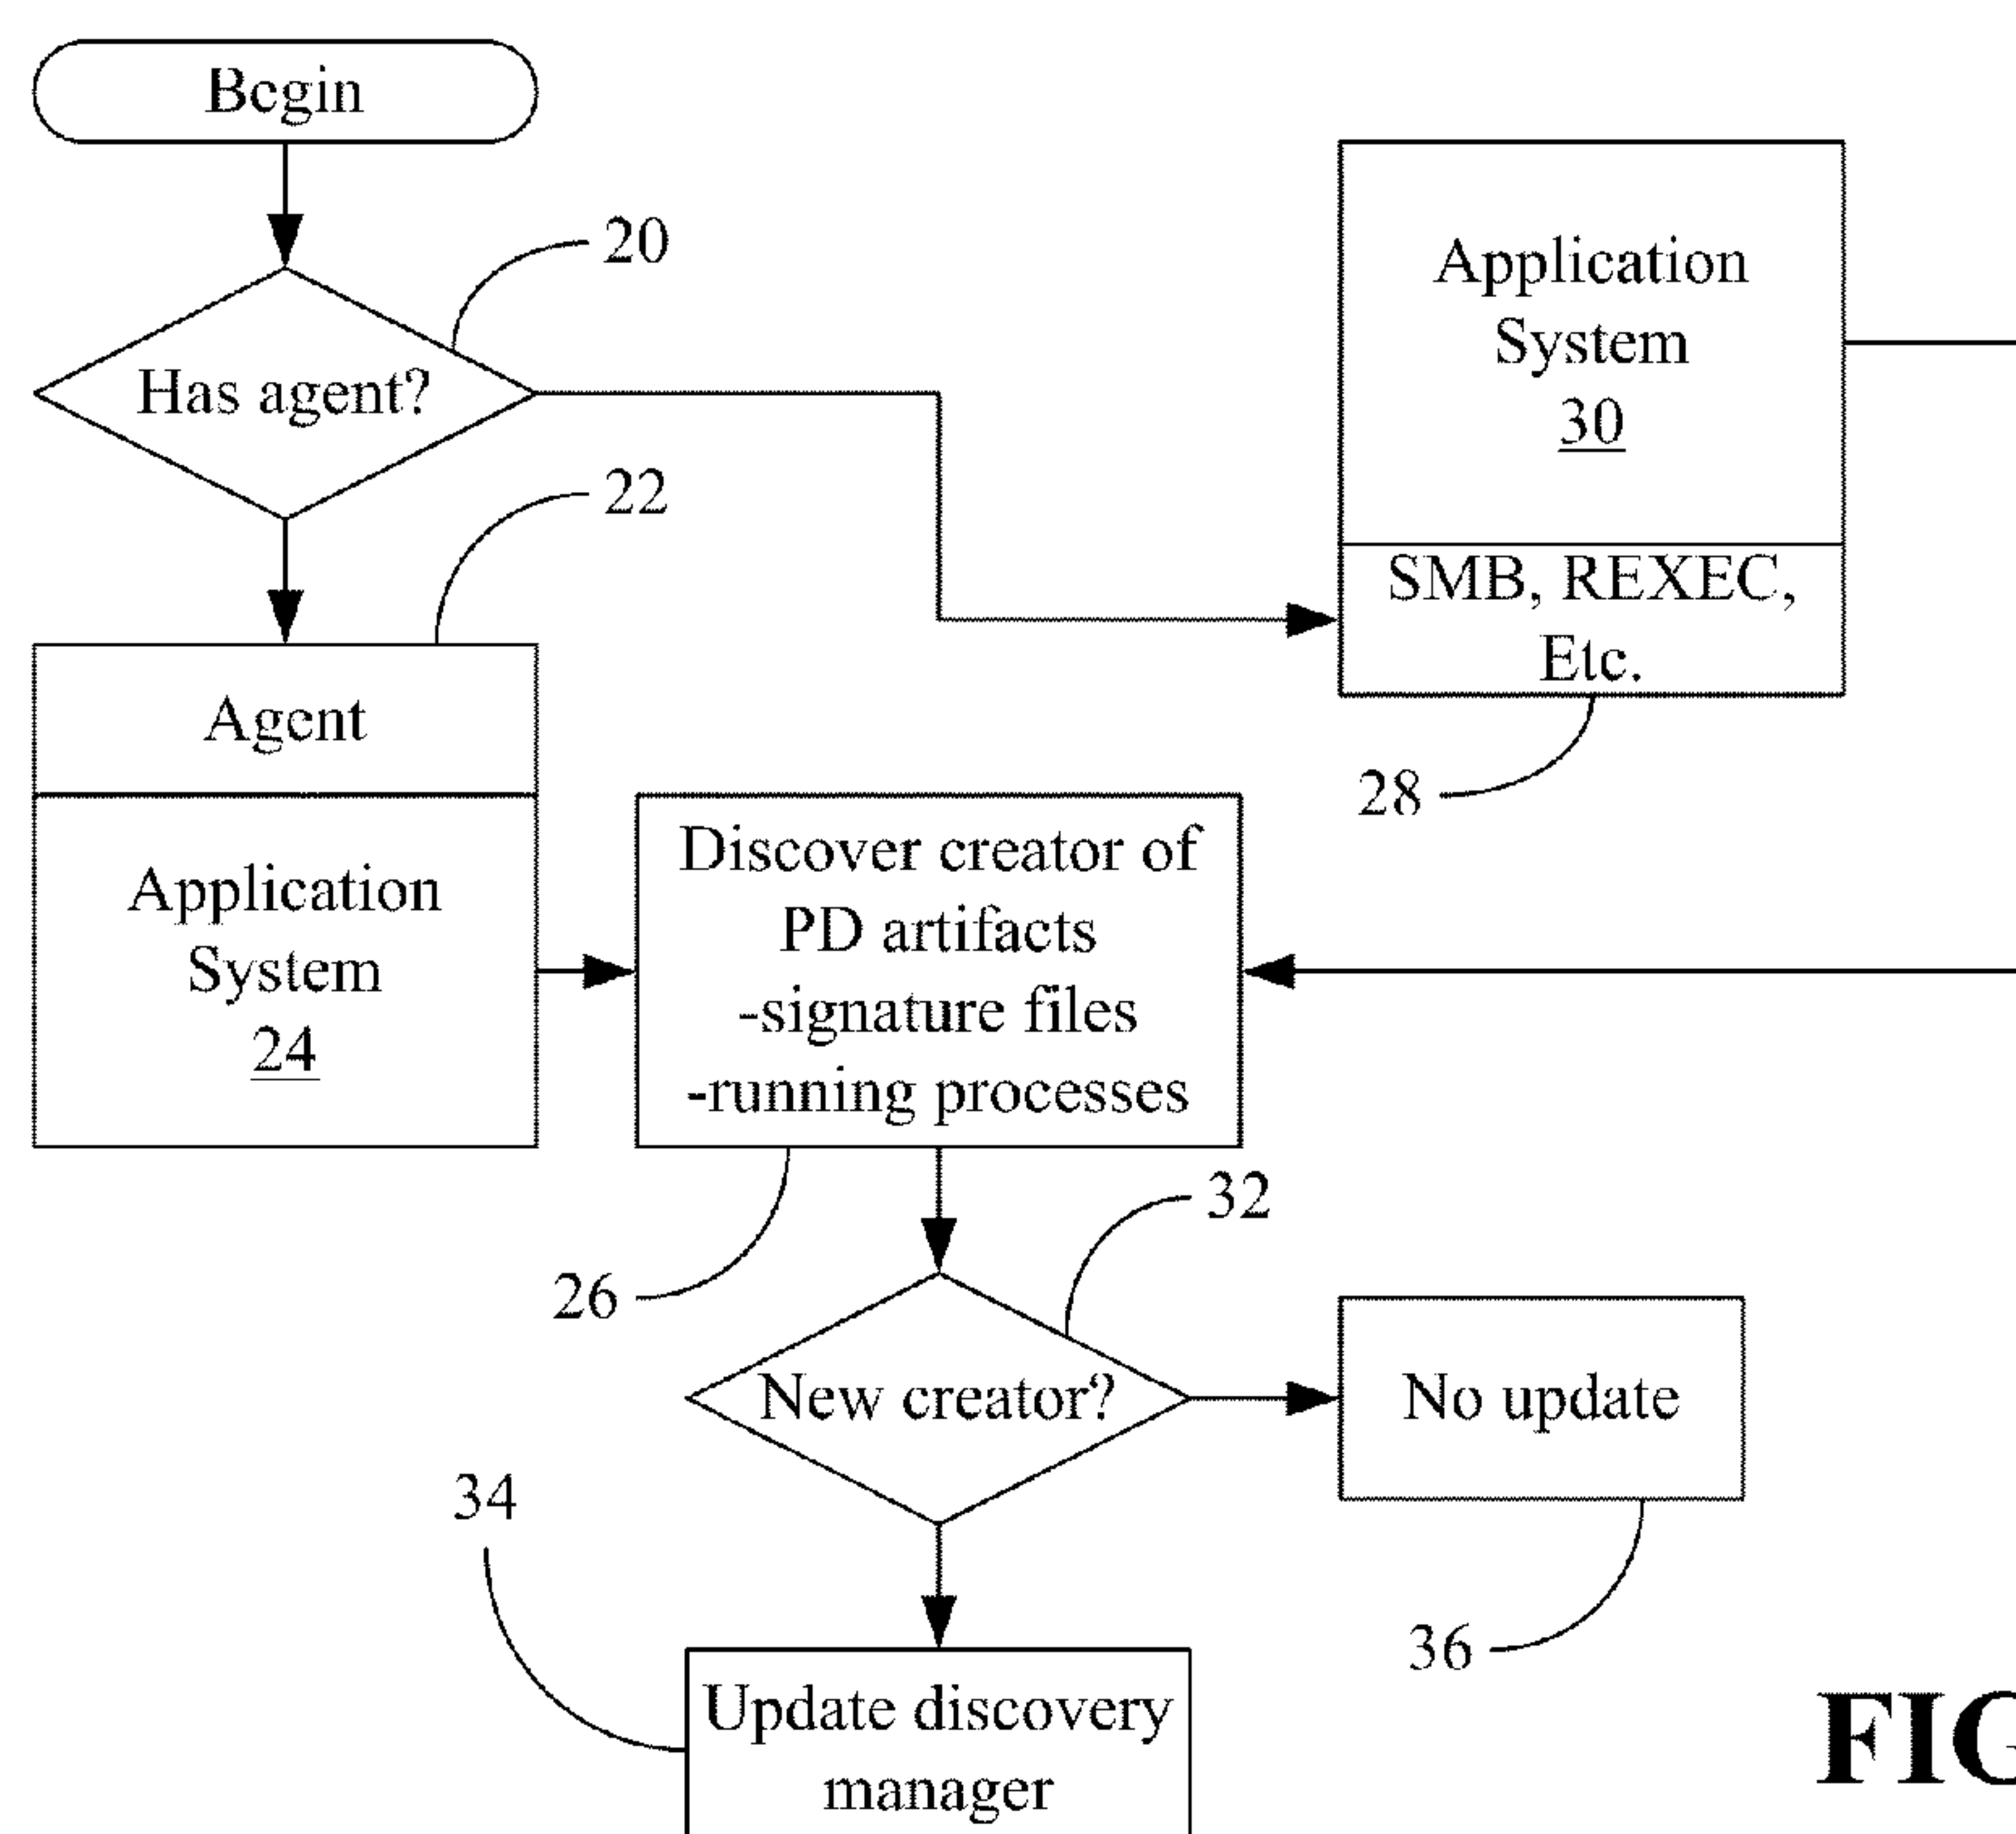 Begin
20
Has agent?
22
Agent
Application
System
24
Application
System
30
SMB, REXEC,
Etc.
28
Discover creator of
PD artifacts
-signature files
-running processes
26
32
New creator?
No update
34
36
Update discovery
manager
FIG